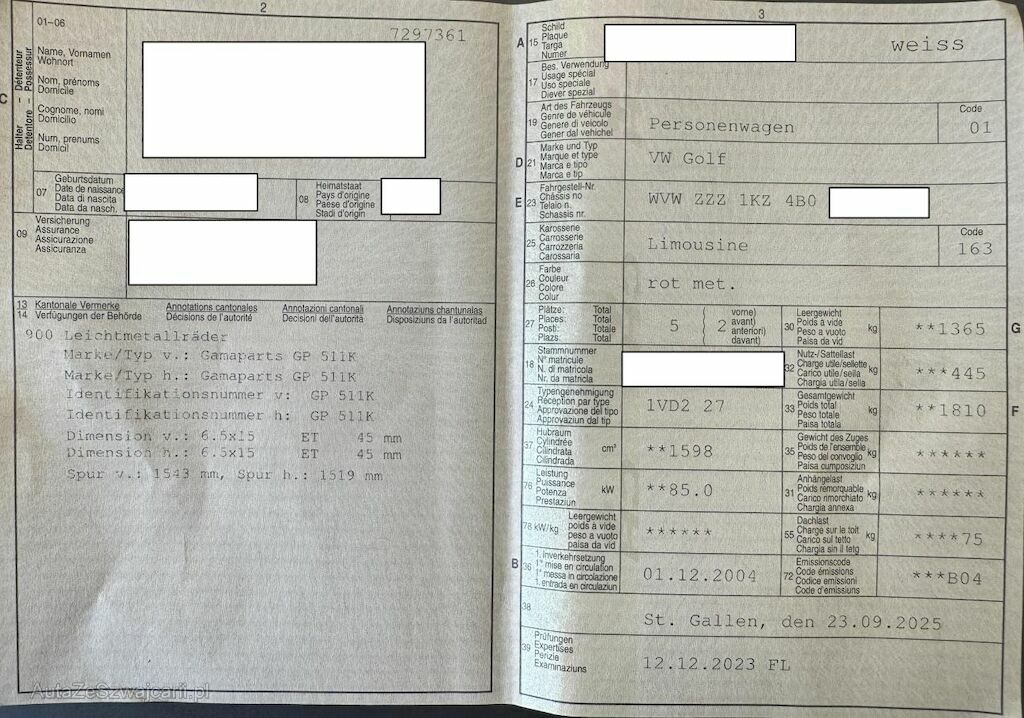 2
01-06
7297361
Détenteur – Possessur
Halter – Detentore
C
Name, Vornamen
Wohnort
Nom, prénoms
Domicile
Cognome, nomi
Domicilio
Num, prenums
Domicil
07
Geburtsdatum
Date de naissance
Data di nascita
Data da nasch.
08
Heimatstaat
Pays d'origine
Paese d'origine
Stadi d'origin
09
Versicherung
Assurance
Assicurazione
Assicuranza
13 Kantonale Vermerke Annotations cantonales Annotazioni cantonali Annotaziuns chantunalas
14 Verfügungen der Behörde Décisions de l'autorité Decisioni dell'autorità Disposiziuns da l'autoritad
900 Leichtmetallräder
Marke/Typ v.: Gamaparts GP 511K
Marke/Typ h.: Gamaparts GP 511K
Identifikationsnummer v: GP 511K
Identifikationsnummer h: GP 511K
Dimension v.: 6.5x15 ET 45 mm
Dimension h.: 6.5x15 ET 45 mm
Spur v.: 1543 mm, Spur h.: 1519 mm
AutaZeSzwajcarii.pl
3
A 15
Schild
Plaque
Targa
Numer
weiss
17
Bes. Verwendung
Usage spécial
Uso speciale
Diever spezial
19
Art des Fahrzeugs
Genre de véhicule
Genere di veicolo
Gener dal vehichel
Personenwagen
Code
01
D 21
Marke und Typ
Marque et type
Marca e tipo
Marca e tip
VW Golf
E 23
Fahrgestell-Nr.
Châssis no
Telaio n.
Schassis nr.
WVW ZZZ 1KZ 4B0
25
Karosserie
Carrosserie
Carrozzeria
Carossaria
Limousine
Code
163
26
Farbe
Couleur
Colore
Colur
rot met.
27
Plätze: Total
Places: Total
Posti: Totale
Plazs: Total
5
2
vorne)
avant)
anteriori)
davant)
30
Leergewicht
Poids à vide
Peso a vuoto
Paisa da vid
kg
**1365
G
18
Stammnummer
N° matricule
N. di matricola
Nr. da matricla
32
Nutz-/Sattellast
Charge utile/sellette
Carico utile/sella
Chargia utila/sella
kg
***445
24
Typengenehmigung
Réception par type
Approvazione del tipo
Approvaziun dal tip
1VD2 27
33
Gesamtgewicht
Poids total
Peso totale
Paisa totala
kg
**1810
F
37
Hubraum
Cylindrée
Cilindrata
Cilindrada
cm³
**1598
35
Gewicht des Zuges
Poids de l'ensemble
Peso del convoglio
Paisa cumposiziun
kg
******
76
Leistung
Puissance
Potenza
Prestaziun
kW
**85.0
31
Anhängelast
Poids remorquable
Carico rimorchiato
Chargia annexa
kg
******
78 kW/kg
Leergewicht
poids à vide
peso a vuoto
paisa da vid
******
55
Dachlast
Charge sur le toit
Carico sul tetto
Chargia sin il tetg
kg
****75
B 36
1. Inverkehrsetzung
1re mise en circulation
1a messa in circolazione
1. entrada en circulaziun
01.12.2004
72
Emissionscode
Code émissions
Codice emissioni
Code d'emissiuns
***B04
38
St. Gallen, den 23.09.2025
39
Prüfungen
Expertises
Perizie
Examinaziuns
12.12.2023 FL